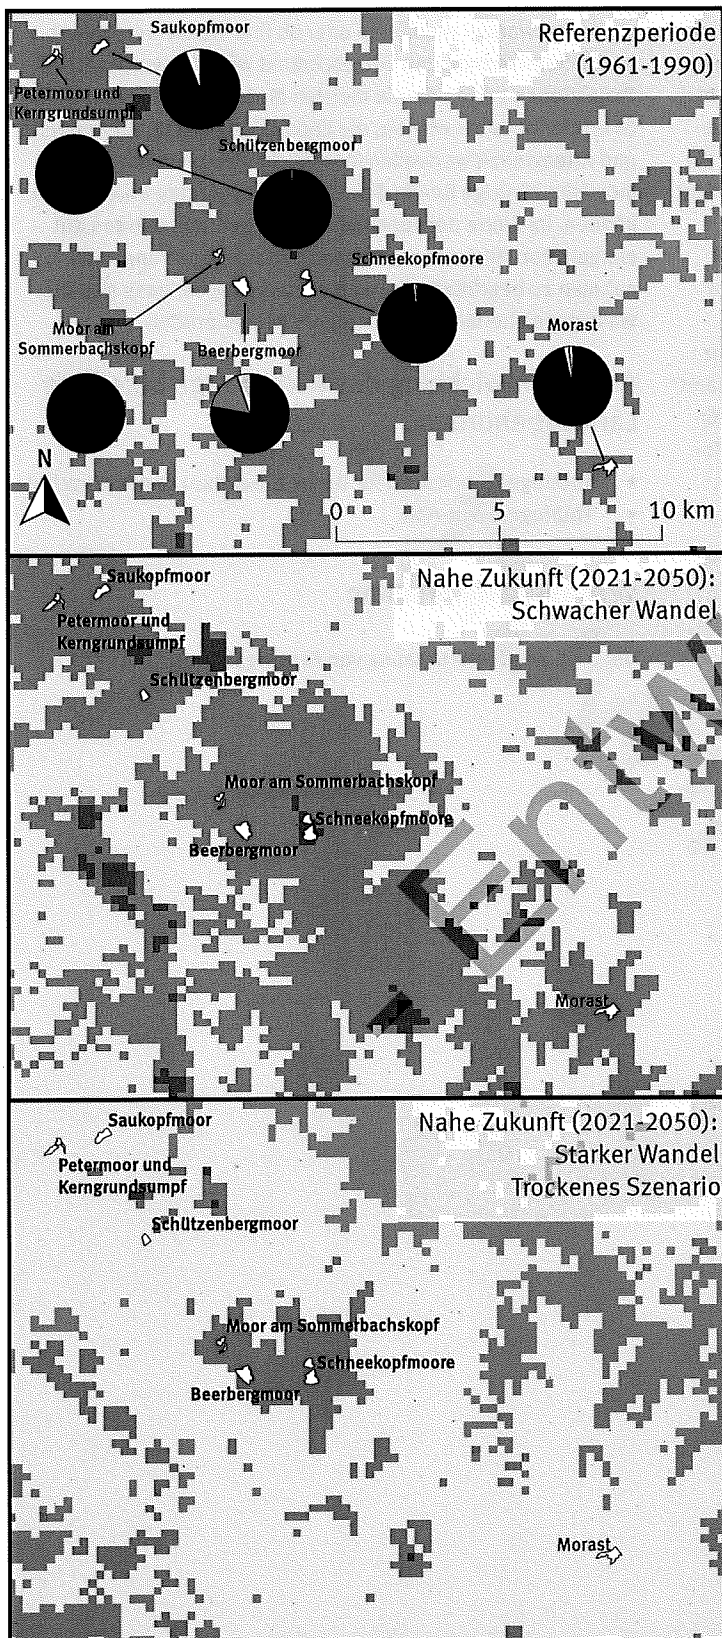 Saukopfmoor
Referenzperiode
(1961-1990)
Petermoor und
Kerngrundsumpf
Schützenbergmoor
Schneekopfmoore
Moor am
Sommerbachskopf
Beerbergmoor
Morast
N
0 5 10 km
Saukopfmoor
Nahe Zukunft (2021-2050):
Schwacher Wandel
Petermoor und
Kerngrundsumpf
Schützenbergmoor
Moor am Sommerbachskopf
Schneekopfmoore
Beerbergmoor
Entw
Morast
Saukopfmoor
Nahe Zukunft (2021-2050):
Starker Wandel
Trockenes Szenario
Petermoor und
Kerngrundsumpf
Schützenbergmoor
Moor am Sommerbachskopf
Schneekopfmoore
Beerbergmoor
Morast